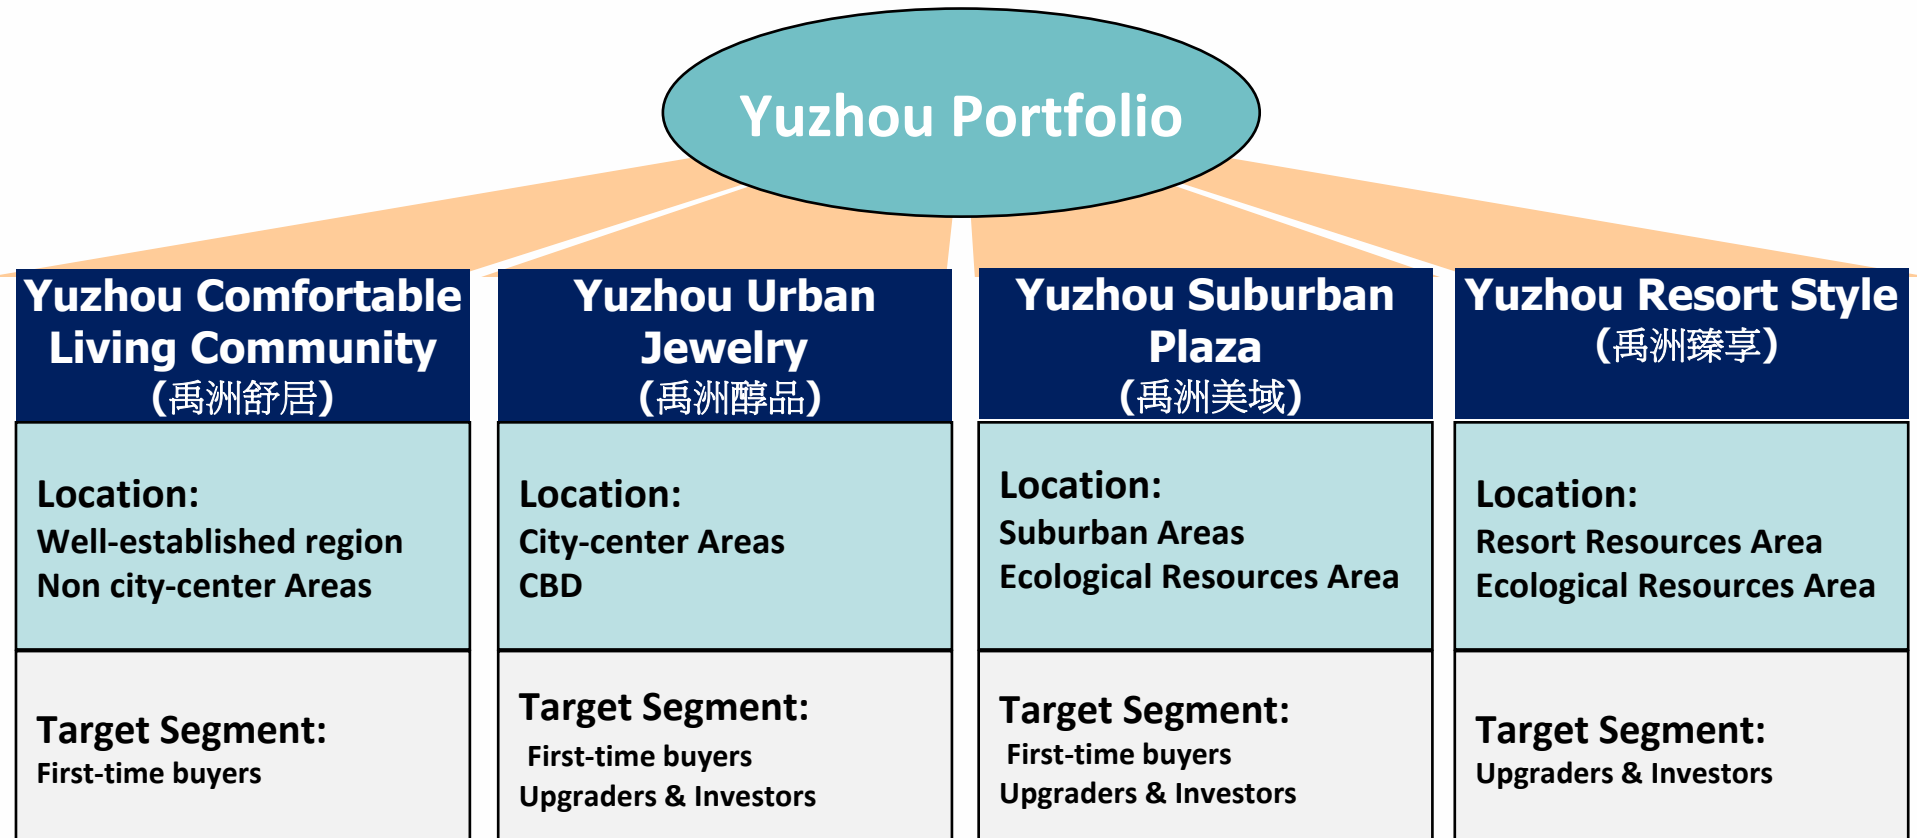 Yuzhou Portfolio
Yuzhou Comfortable
Living Community
(禹洲舒居)
Location:
Well-established region
Non city-center Areas
Target Segment:
First-time buyers
Yuzhou Urban
Jewelry
(禹洲醇品)
Location:
City-center Areas
CBD
Target Segment:
First-time buyers
Upgraders & Investors
Yuzhou Suburban
Plaza
(禹洲美域)
Location:
Suburban Areas
Ecological Resources Area
Target Segment:
First-time buyers
Upgraders & Investors
Yuzhou Resort Style
(禹洲臻享)
Location:
Resort Resources Area
Ecological Resources Area
Target Segment:
Upgraders & Investors